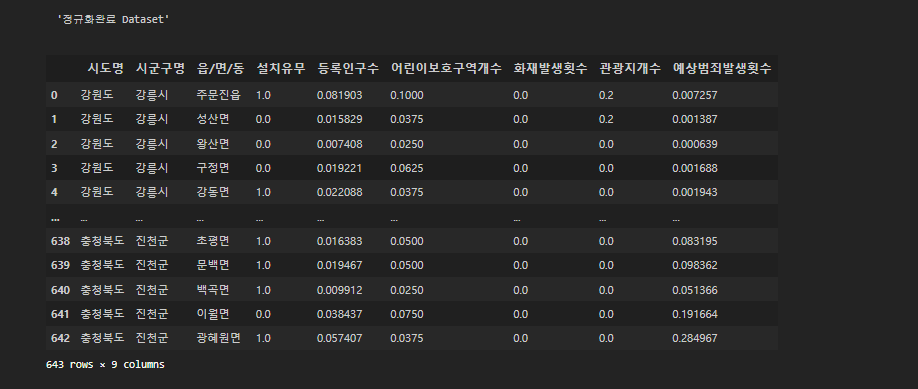 '정규화완료 Dataset'
시도명 시군구명 읍/면/동 설치유무 등록인구수 어린이보호구역개수 화재발생횟수 관광지개수 예상범죄발생횟수
0 강원도 강릉시 주문진읍 1.0 0.081903 0.1000 0.0 0.2 0.007257
1 강원도 강릉시 성산면 0.0 0.015829 0.0375 0.0 0.2 0.001387
2 강원도 강릉시 왕산면 0.0 0.007408 0.0250 0.0 0.0 0.000639
3 강원도 강릉시 구정면 0.0 0.019221 0.0625 0.0 0.0 0.001688
4 강원도 강릉시 강동면 1.0 0.022088 0.0375 0.0 0.0 0.001943
... ... ... ... ... ... ... ... ... ...
638 충청북도 진천군 초평면 1.0 0.016383 0.0500 0.0 0.0 0.083195
639 충청북도 진천군 문백면 1.0 0.019467 0.0500 0.0 0.0 0.098362
640 충청북도 진천군 백곡면 1.0 0.009912 0.0250 0.0 0.0 0.051366
641 충청북도 진천군 이월면 0.0 0.038437 0.0750 0.0 0.0 0.191664
642 충청북도 진천군 광혜원면 1.0 0.057407 0.0375 0.0 0.0 0.284967
643 rows × 9 columns